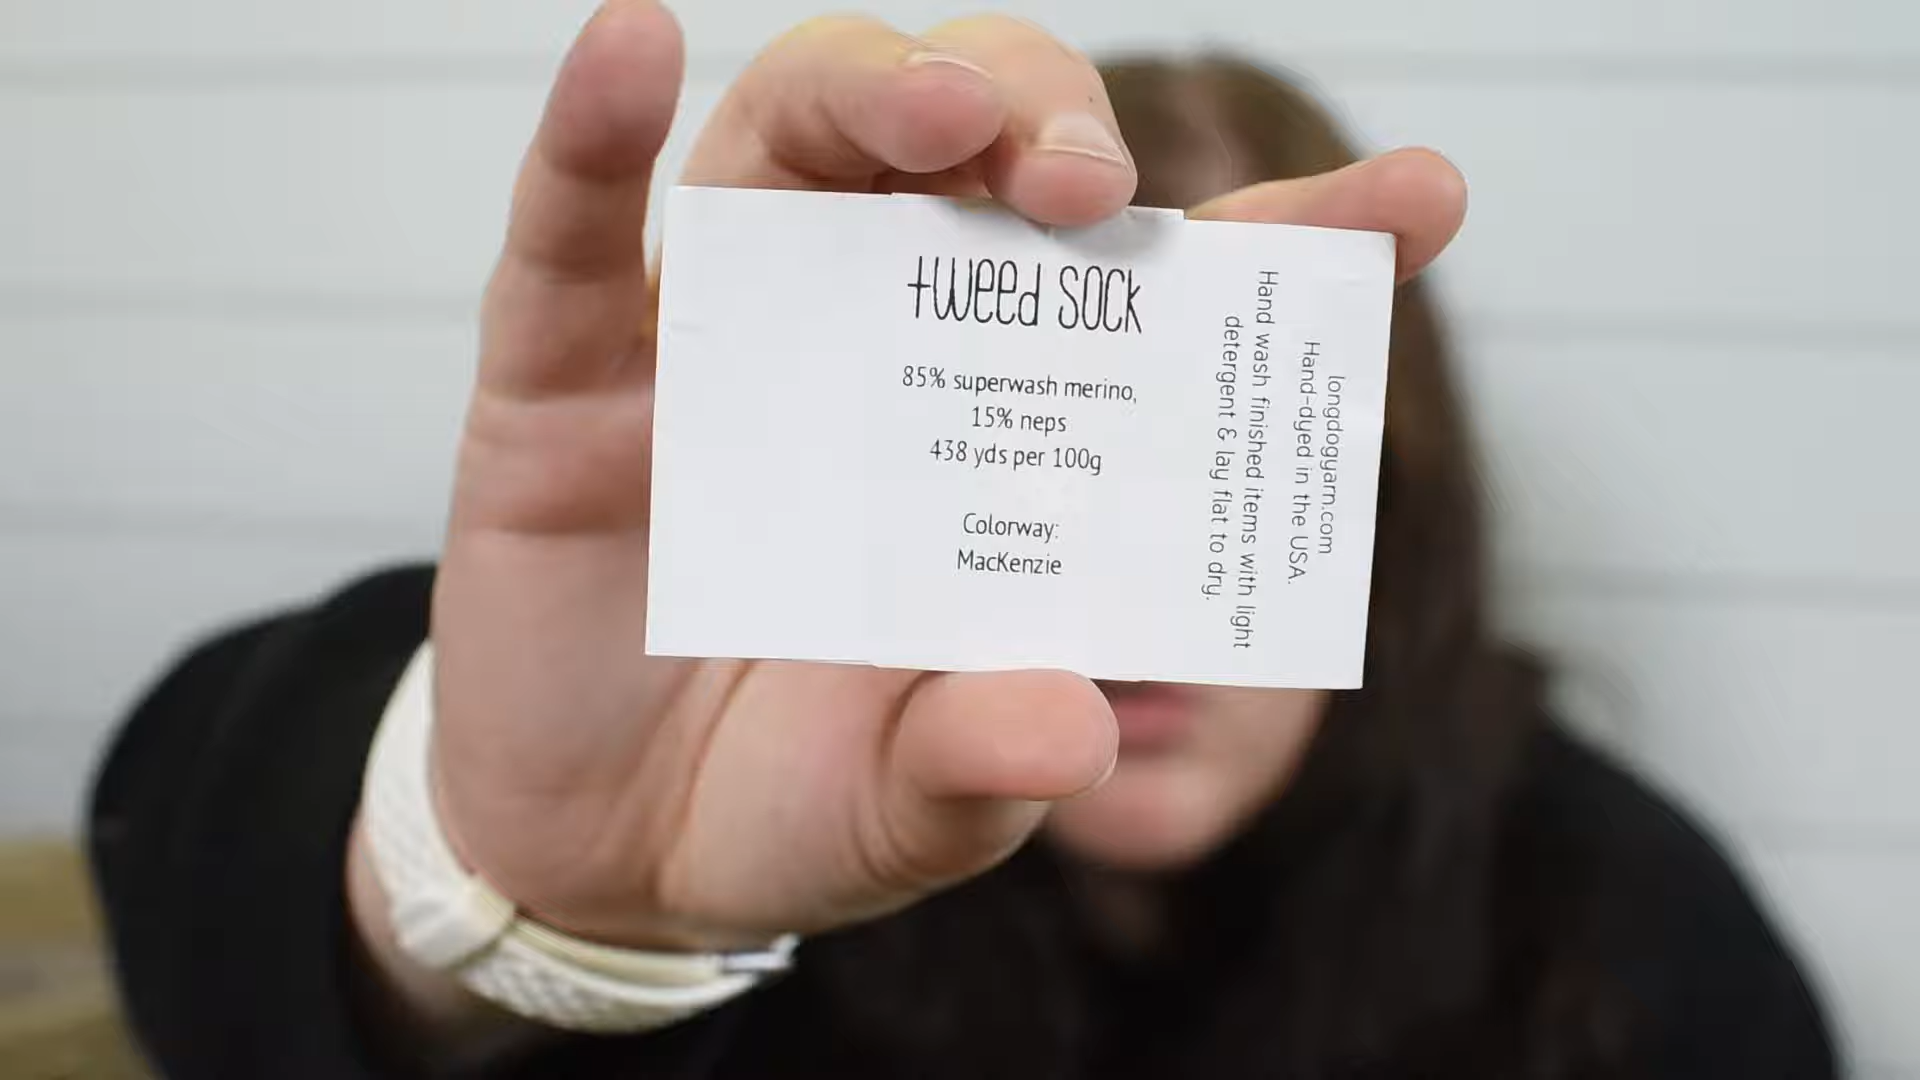 tweed sock
85% superwash merino,
15% neps
438 yds per 100g
Colorway:
MacKenzie
longdogyarn.com
Hand-dyed in the USA.
Hand wash finished items with light
detergent & lay flat to dry.